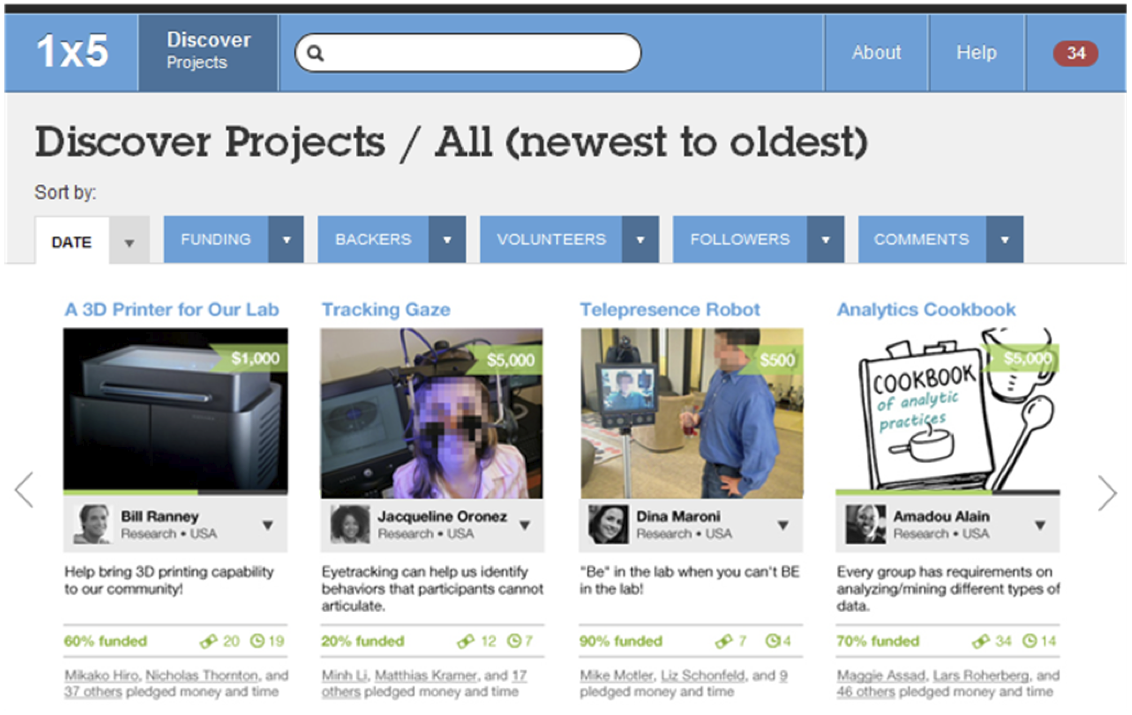 1x5
Discover
Projects
About
Help
34
Discover Projects / All (newest to oldest)
Sort by:
DATE
FUNDING
BACKERS
VOLUNTEERS
FOLLOWERS
COMMENTS
A 3D Printer for Our Lab
$1,000
Bill Ranney
Research • USA
Help bring 3D printing capability
to our community!
60% funded 20 19
Mikako Hiro, Nicholas Thornton, and
37 others pledged money and time
Tracking Gaze
$5,000
Jacqueline Oronez
Research • USA
Eyetracking can help us identify
behaviors that participants cannot
articulate.
20% funded 12 7
Minh Li, Matthias Kramer, and 17
others pledged money and time
Telepresence Robot
$500
Dina Maroni
Research • USA
"Be" in the lab when you can't BE
in the lab!
90% funded 7 14
Mike Motler, Liz Schonfeld, and 9
pledged money and time
Analytics Cookbook
$5,000
COOKBOOK
of analytic
practices
Amadou Alain
Research • USA
Every group has requirements on
analyzing/mining different types of
data.
70% funded 34 14
Maggie Assad, Lars Roherberg, and
46 others pledged money and time